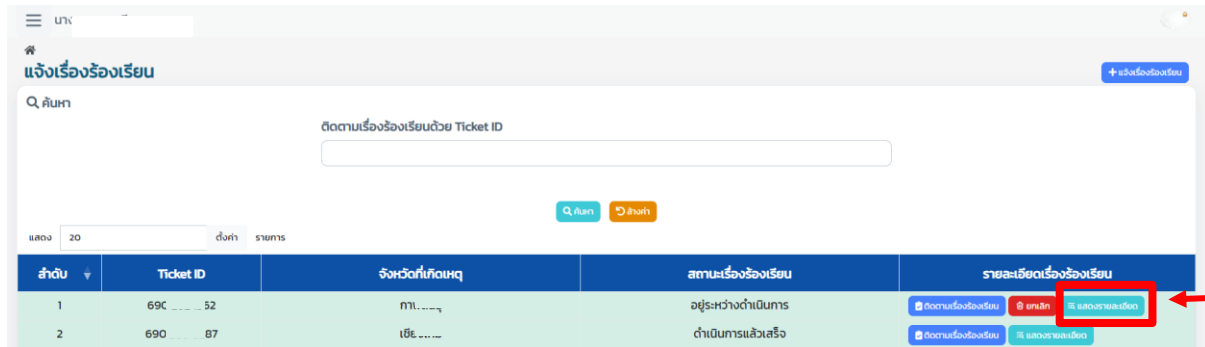 นาง
แจ้งเรื่องร้องเรียน
+ แจ้งเรื่องร้องเรียน
ค้นหา
ติดตามเรื่องร้องเรียนด้วย Ticket ID
ค้นหา ล้างค่า
แสดง 20 ตั้งค่า รายการ
ลำดับ Ticket ID จังหวัดที่เกิดเหตุ สถานะเรื่องร้องเรียน รายละเอียดเรื่องร้องเรียน
1 690 52 อยู่ระหว่างดำเนินการ ติดตามเรื่องร้องเรียน ยกเลิก แสดงรายละเอียด
2 690 87 ดำเนินการแล้วเสร็จ ติดตามเรื่องร้องเรียน แสดงรายละเอียด